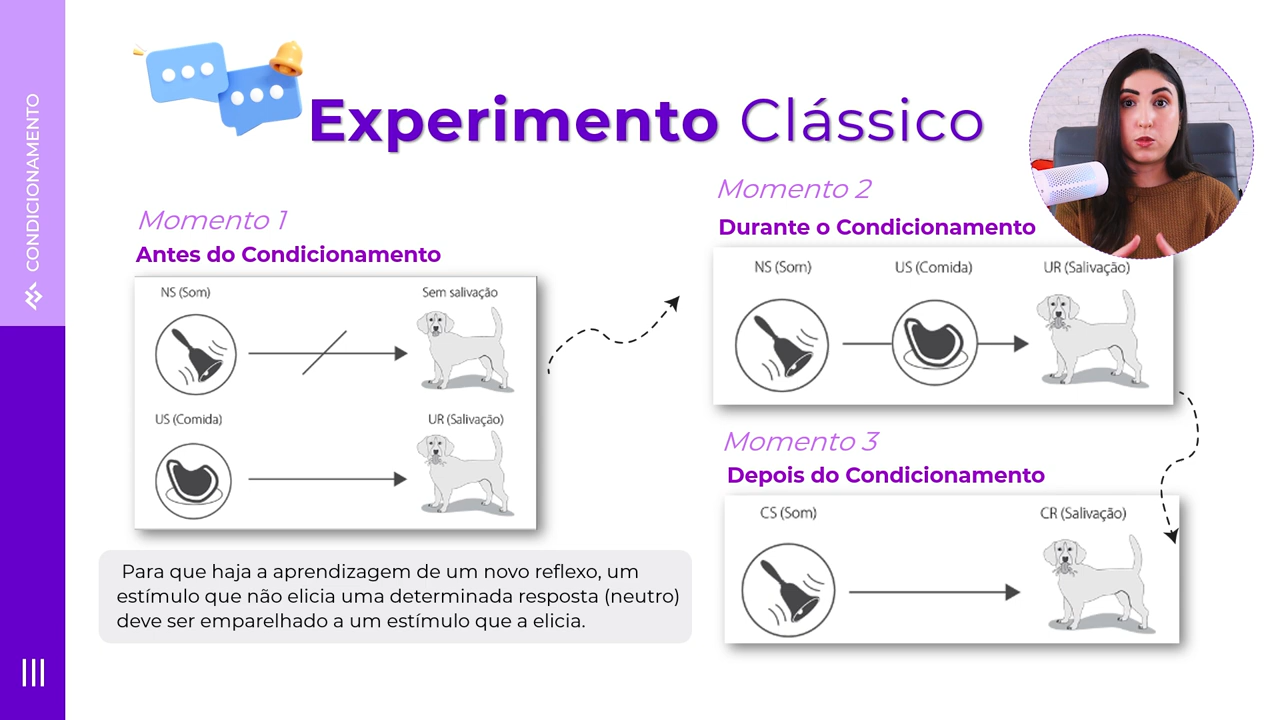 CONDICIONAMENTO
Experimento Clássico
Momento 1
Antes do Condicionamento
NS (Som)
Sem salivação
US (Comida)
UR (Salivação)
Para que haja a aprendizagem de um novo reflexo, um
estímulo que não elicia uma determinada resposta (neutro)
deve ser emparelhado a um estímulo que a elicia.
Momento 2
Durante o Condicionamento
NS (Som)
US (Comida)
UR (Salivação)
Momento 3
Depois do Condicionamento
CS (Som)
CR (Salivação)